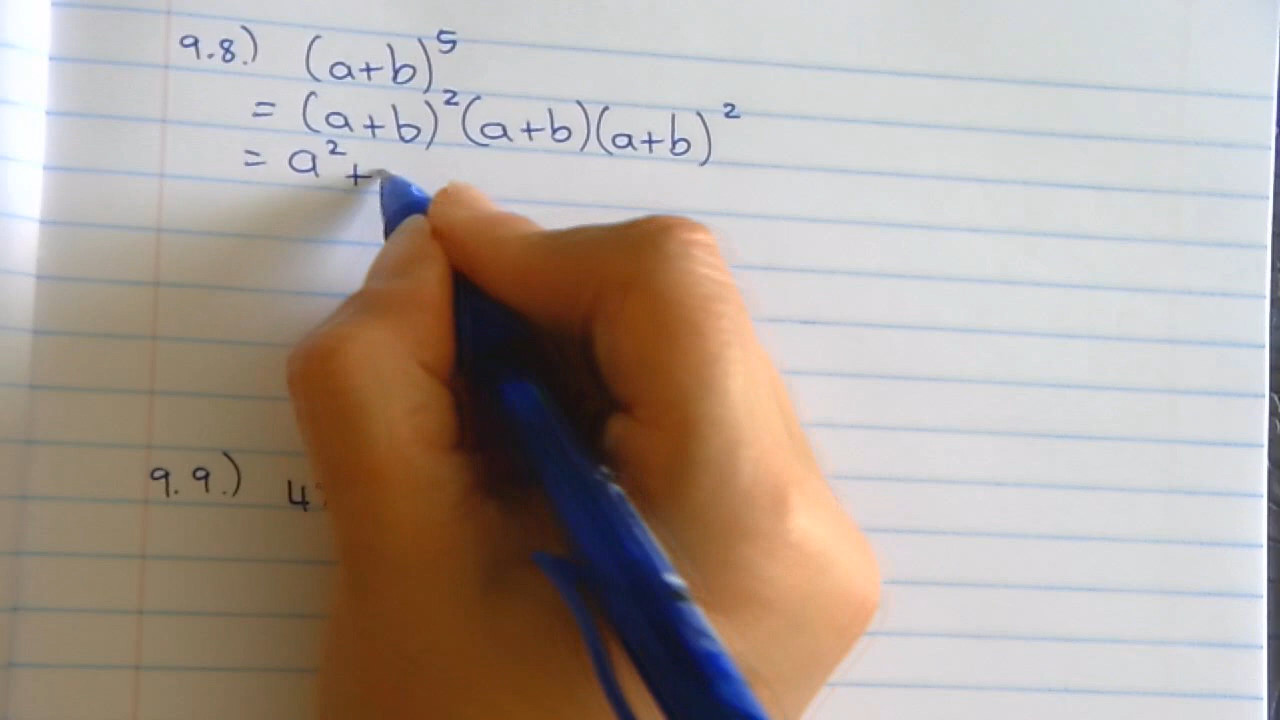 9.8.) (a+b)⁵
= (a+b)²(a+b)(a+b)²
= a² +
9.9.) 4